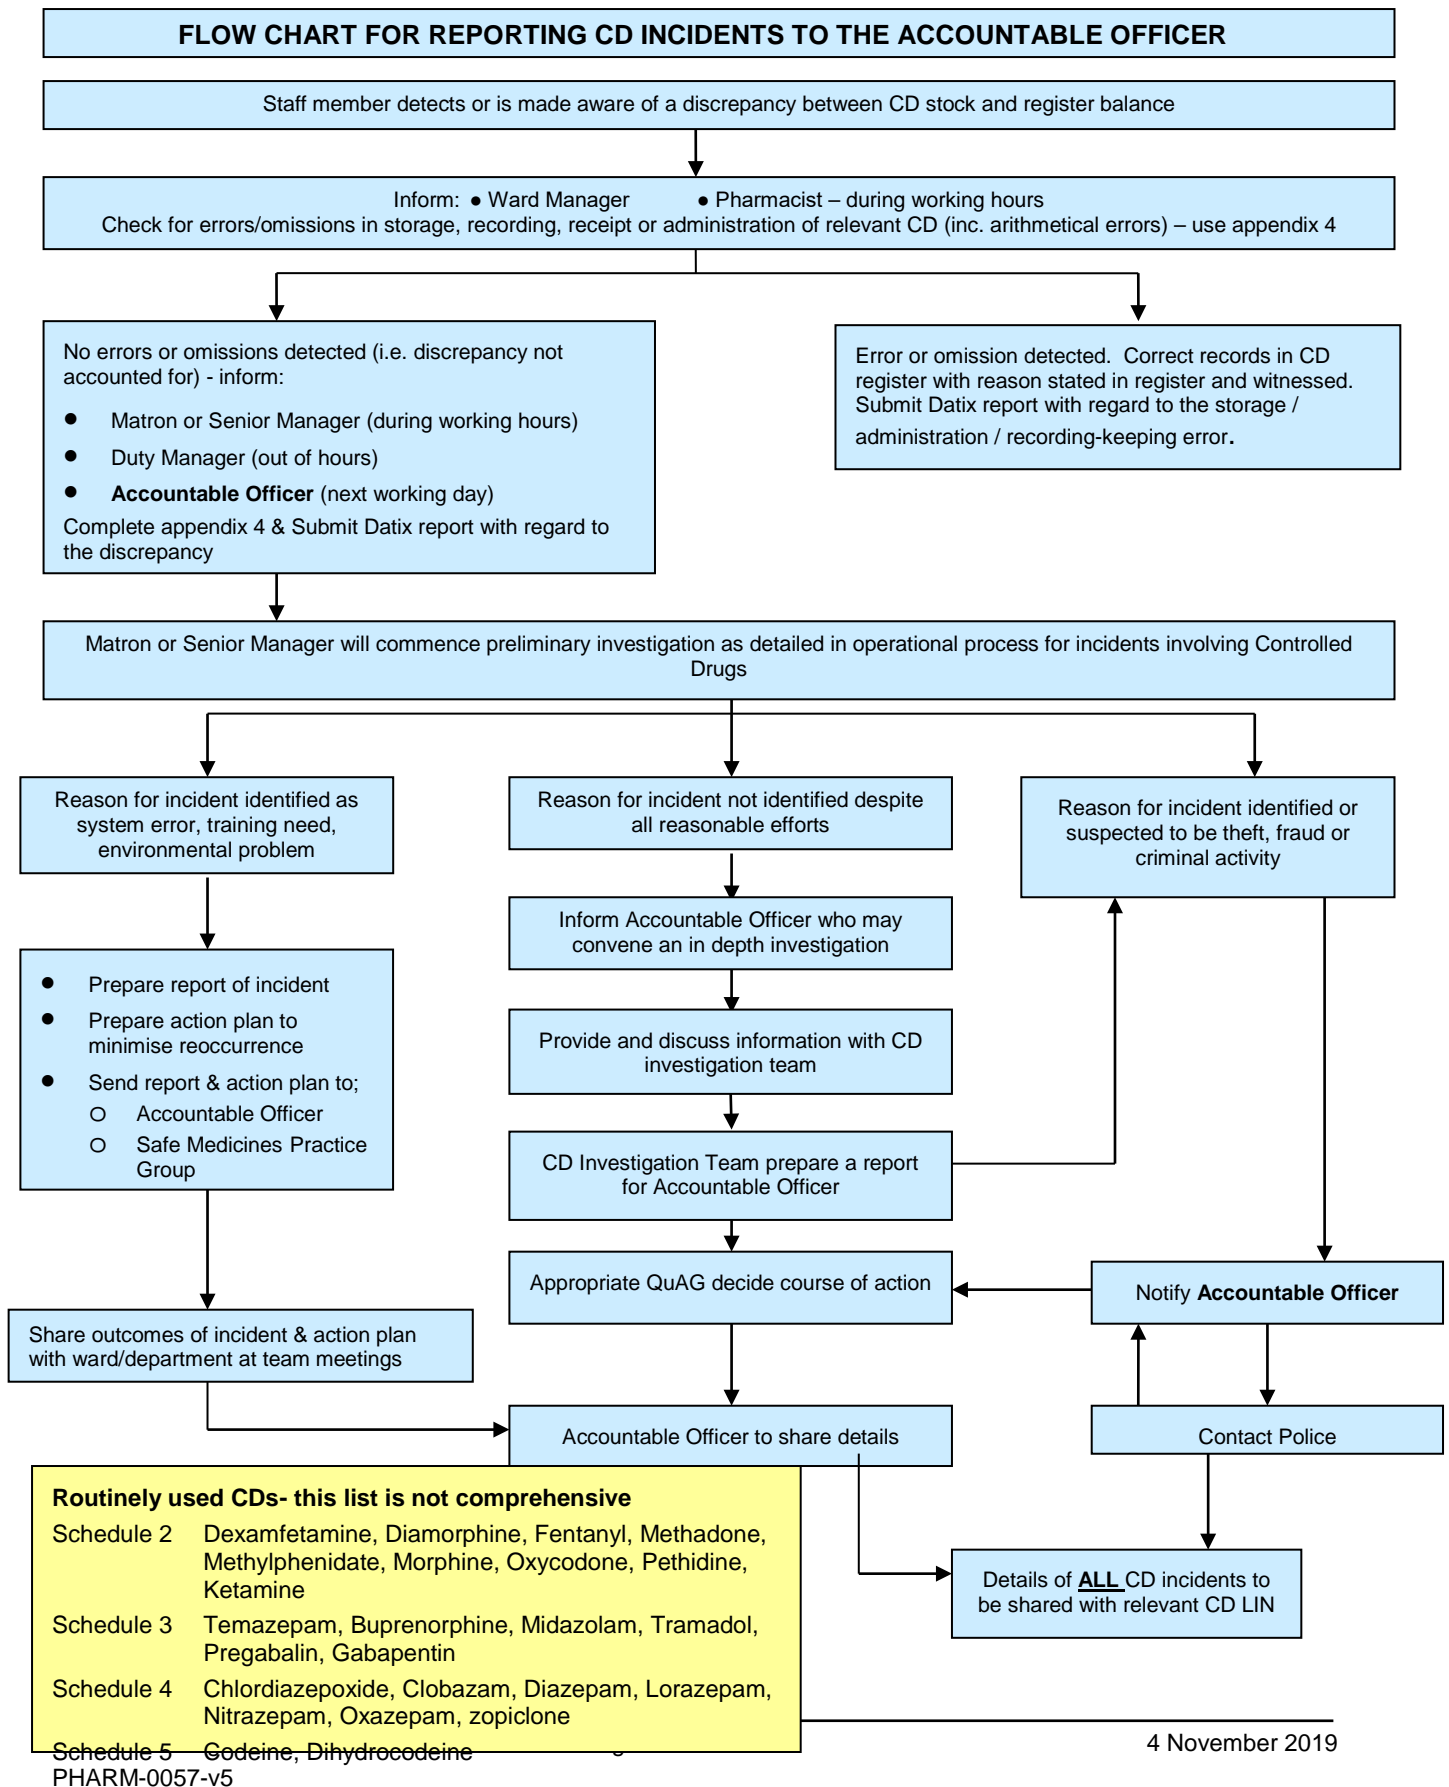 FLOW CHART FOR REPORTING CD INCIDENTS TO THE ACCOUNTABLE OFFICER
Staff member detects or is made aware of a discrepancy between CD stock and register balance
Inform: ● Ward Manager ● Pharmacist – during working hours
Check for errors/omissions in storage, recording, receipt or administration of relevant CD (inc. arithmetical errors) – use appendix 4
No errors or omissions detected (i.e. discrepancy not
accounted for) - inform:
● Matron or Senior Manager (during working hours)
● Duty Manager (out of hours)
● Accountable Officer (next working day)
Complete appendix 4 & Submit Datix report with regard to
the discrepancy
Error or omission detected. Correct records in CD
register with reason stated in register and witnessed.
Submit Datix report with regard to the storage /
administration / recording-keeping error.
Matron or Senior Manager will commence preliminary investigation as detailed in operational process for incidents involving Controlled
Drugs
Reason for incident identified as
system error, training need,
environmental problem
Reason for incident not identified despite
all reasonable efforts
Reason for incident identified or
suspected to be theft, fraud or
criminal activity
Inform Accountable Officer who may
convene an in depth investigation
● Prepare report of incident
● Prepare action plan to
minimise reoccurrence
● Send report & action plan to;
o Accountable Officer
o Safe Medicines Practice
Group
Provide and discuss information with CD
investigation team
CD Investigation Team prepare a report
for Accountable Officer
Appropriate QuAG decide course of action
Notify Accountable Officer
Share outcomes of incident & action plan
with ward/department at team meetings
Accountable Officer to share details
Contact Police
Details of ALL CD incidents to
be shared with relevant CD LIN
Routinely used CDs- this list is not comprehensive
Schedule 2 Dexamfetamine, Diamorphine, Fentanyl, Methadone,
Methylphenidate, Morphine, Oxycodone, Pethidine,
Ketamine
Schedule 3 Temazepam, Buprenorphine, Midazolam, Tramadol,
Pregabalin, Gabapentin
Schedule 4 Chlordiazepoxide, Clobazam, Diazepam, Lorazepam,
Nitrazepam, Oxazepam, zopiclone
Schedule 5 Codeine, Dihydrocodeine
4 November 2019
PHARM-0057-v5